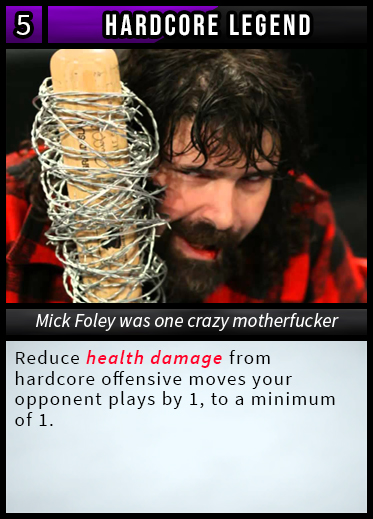 5 HARDCORE LEGEND
Mick Foley was one crazy motherfucker
Reduce health damage from
hardcore offensive moves your
opponent plays by 1, to a minimum
of 1.